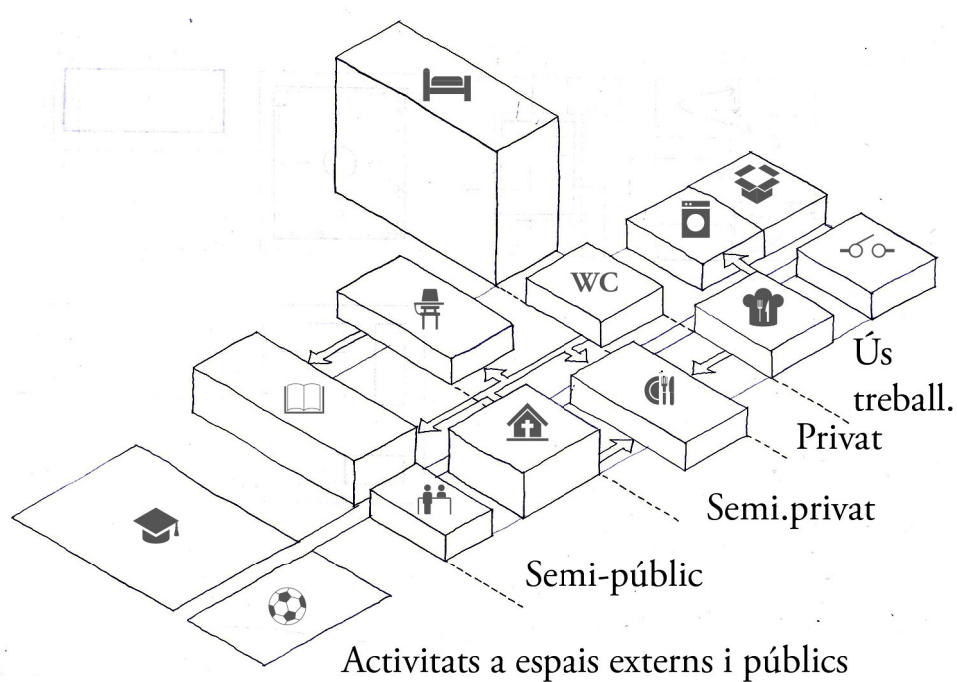 WC
Ús
treball.
Privat
Semi.privat
Semi-públic
Activitats a espais externs i públics